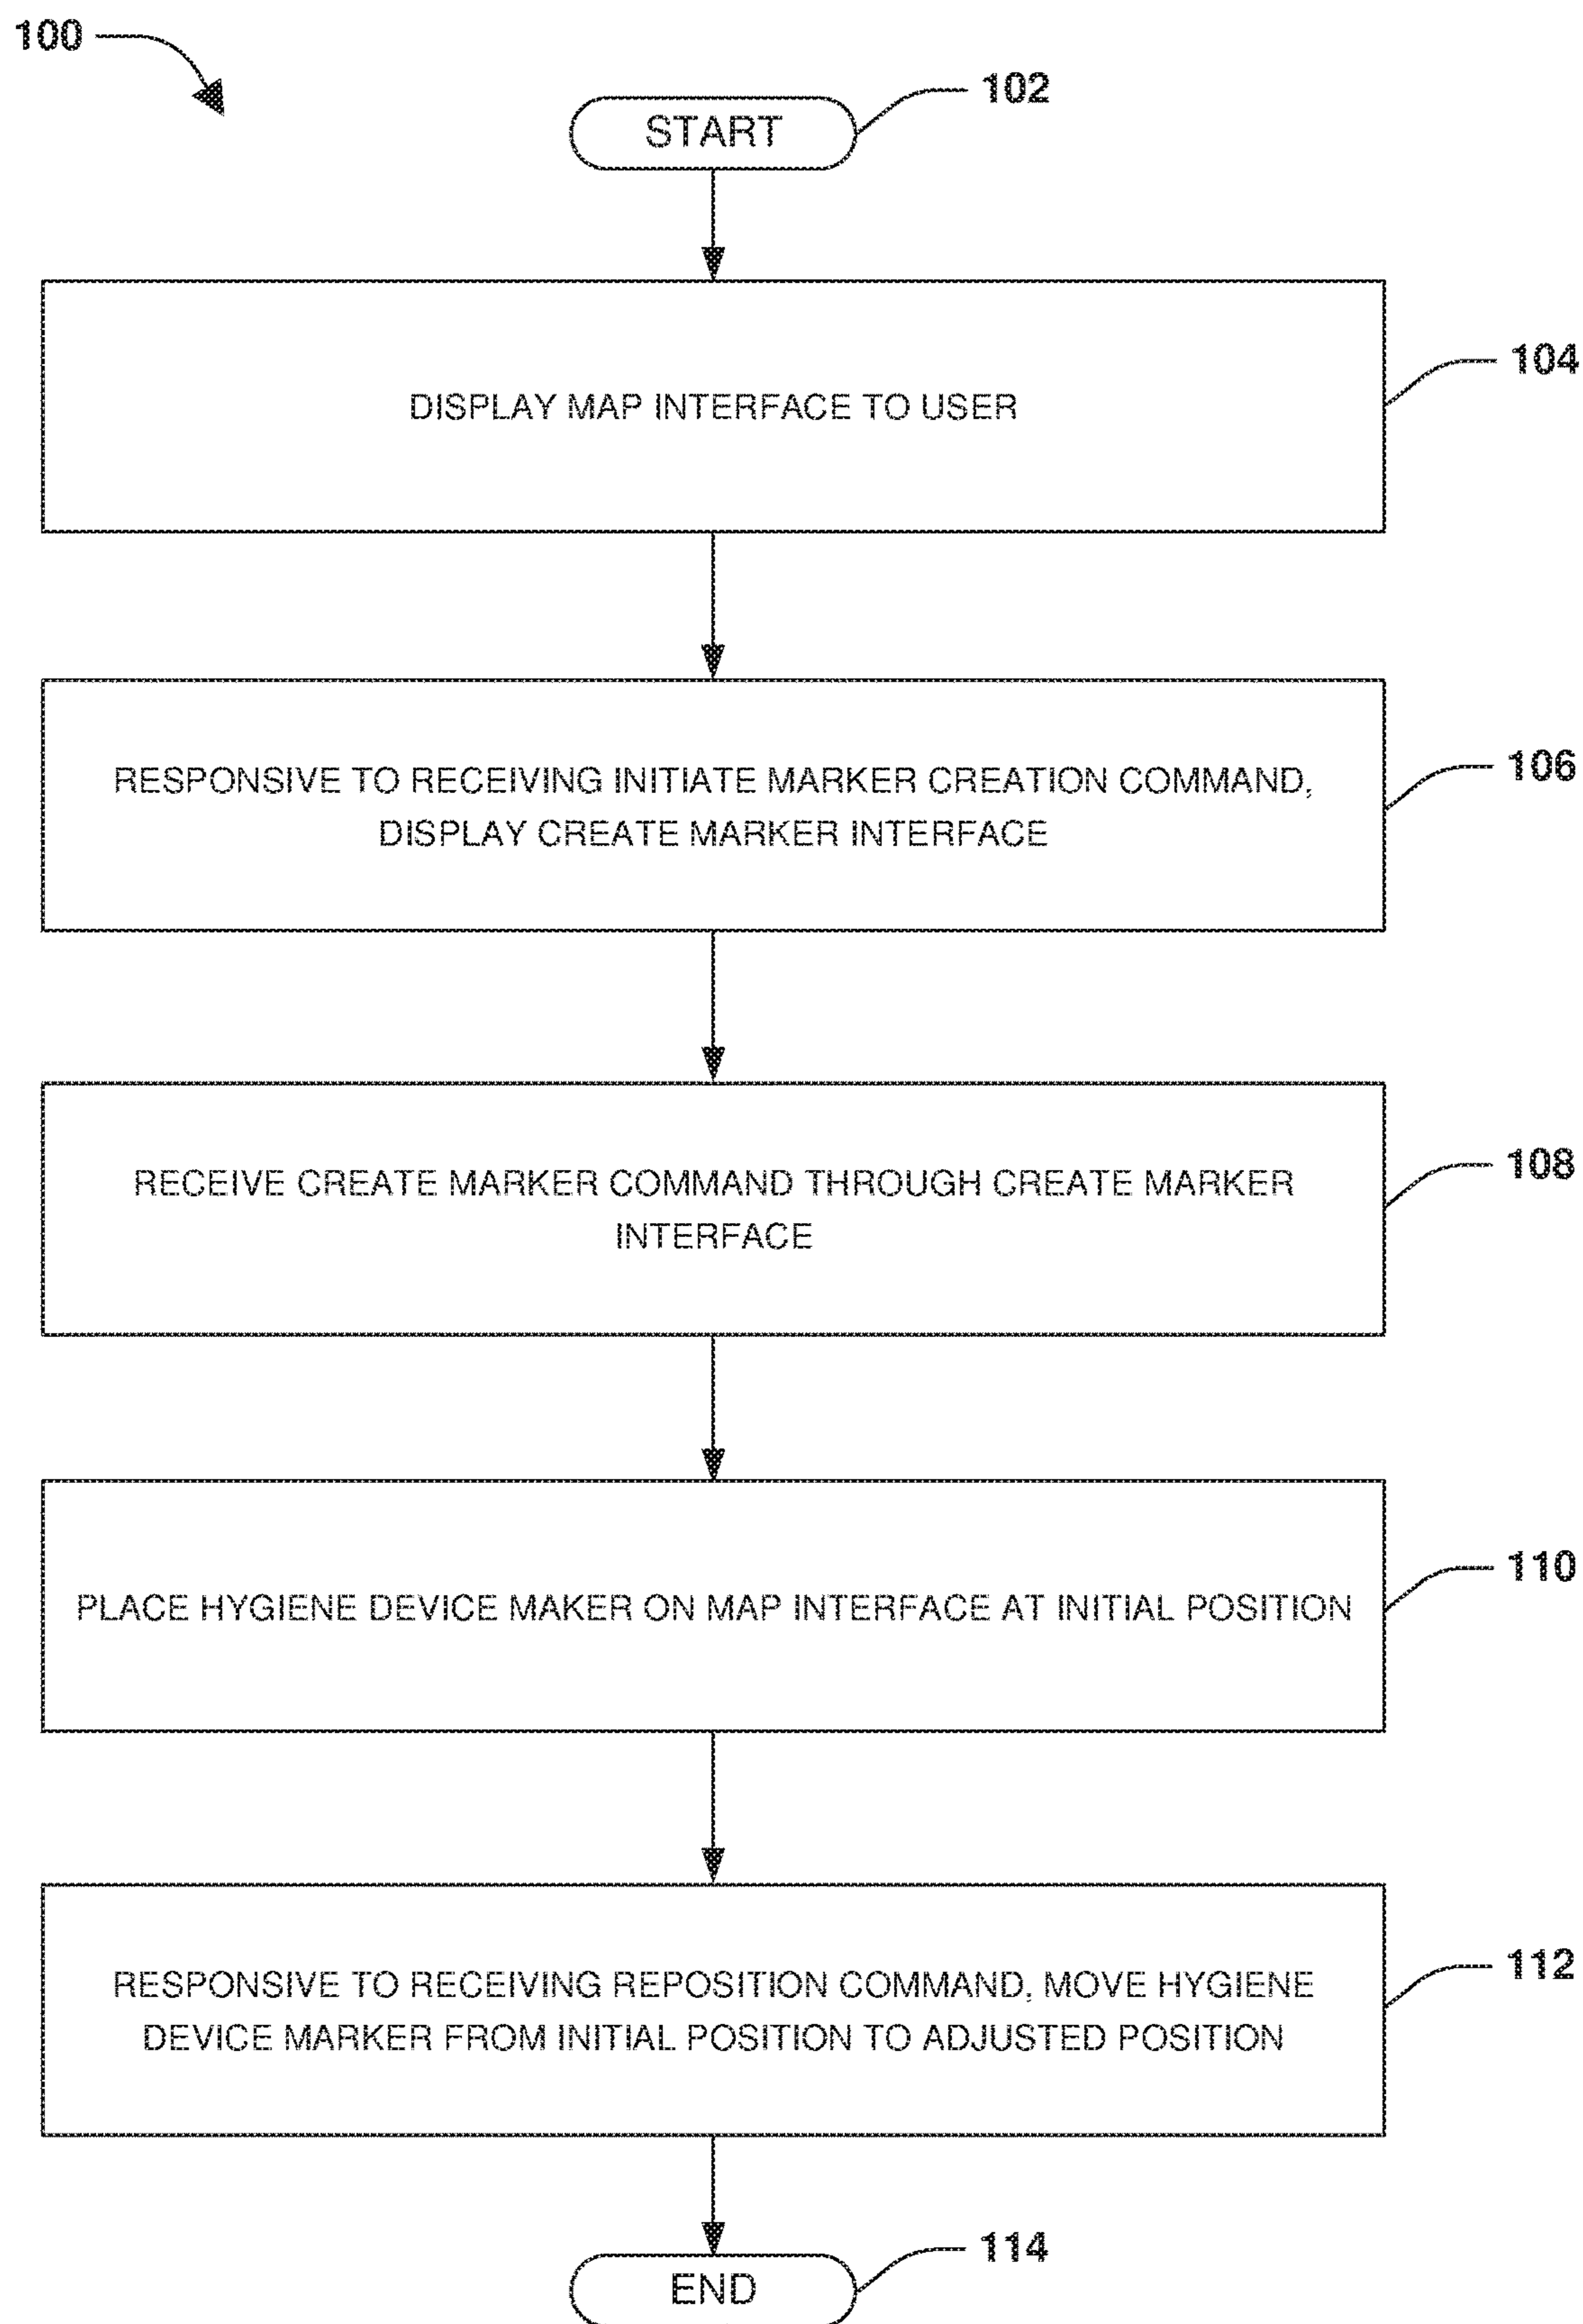 100
102
START
104
DISPLAY MAP INTERFACE TO USER
106
RESPONSIVE TO RECEIVING INITIATE MARKER CREATION COMMAND,
DISPLAY CREATE MARKER INTERFACE
108
RECEIVE CREATE MARKER COMMAND THROUGH CREATE MARKER
INTERFACE
110
PLACE HYGIENE DEVICE MAKER ON MAP INTERFACE AT INITIAL POSITION
112
RESPONSIVE TO RECEIVING REPOSITION COMMAND, MOVE HYGIENE
DEVICE MARKER FROM INITIAL POSITION TO ADJUSTED POSITION
114
END